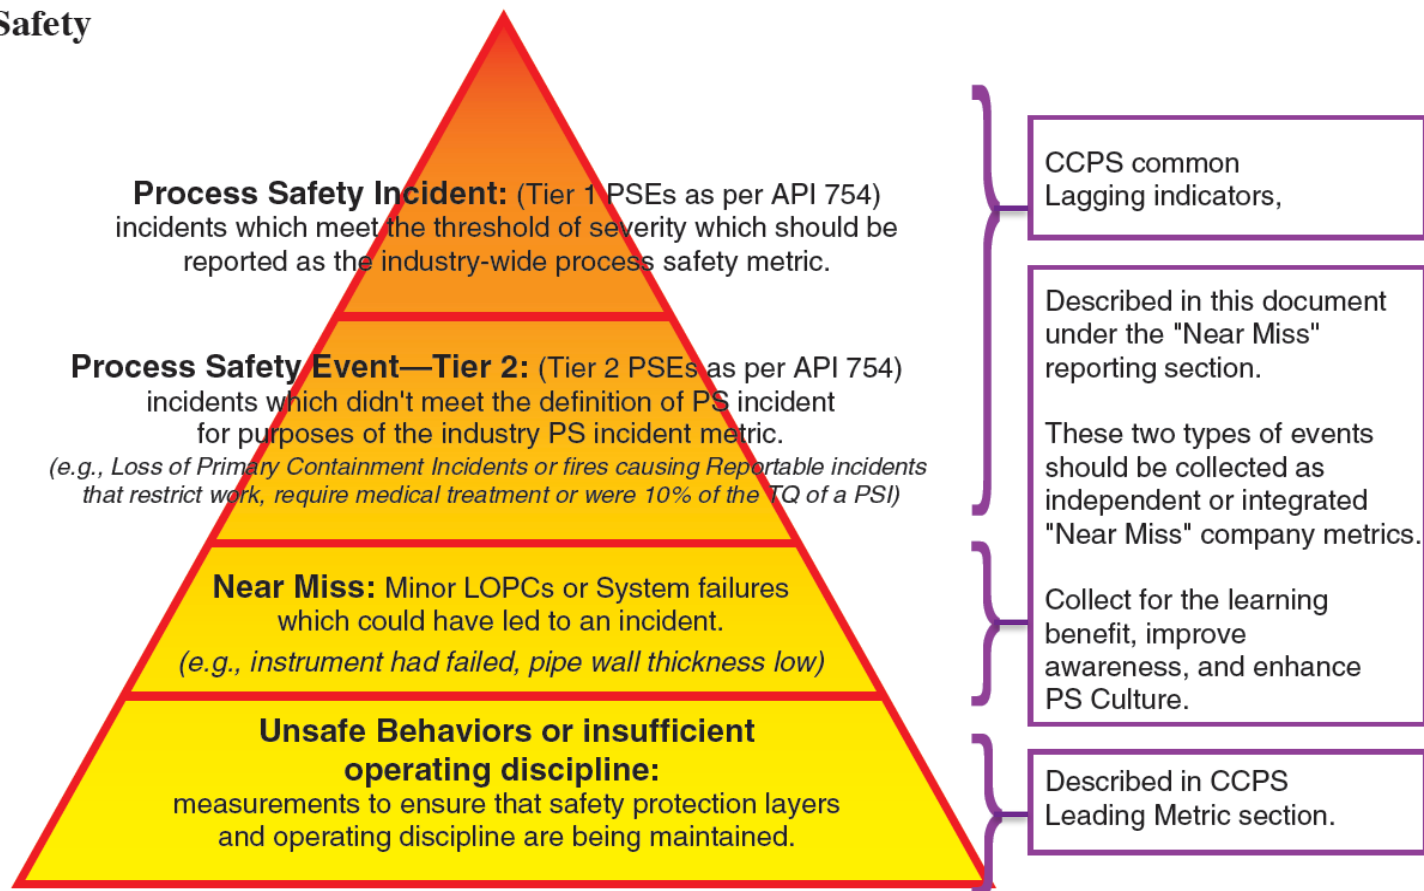 Safety
Process Safety Incident: (Tier 1 PSEs as per API 754)
incidents which meet the threshold of severity which should be
reported as the industry-wide process safety metric.
Process Safety Event—Tier 2: (Tier 2 PSEs as per API 754)
incidents which didn't meet the definition of PS incident
for purposes of the industry PS incident metric.
(e.g., Loss of Primary Containment Incidents or fires causing Reportable incidents
that restrict work, require medical treatment or were 10% of the TQ of a PSI)
Near Miss: Minor LOPCs or System failures
which could have led to an incident.
(e.g., instrument had failed, pipe wall thickness low)
Unsafe Behaviors or insufficient
operating discipline:
measurements to ensure that safety protection layers
and operating discipline are being maintained.
CCPS common
Lagging indicators,
Described in this document
under the "Near Miss"
reporting section.
These two types of events
should be collected as
independent or integrated
"Near Miss" company metrics.
Collect for the learning
benefit, improve
awareness, and enhance
PS Culture.
Described in CCPS
Leading Metric section.